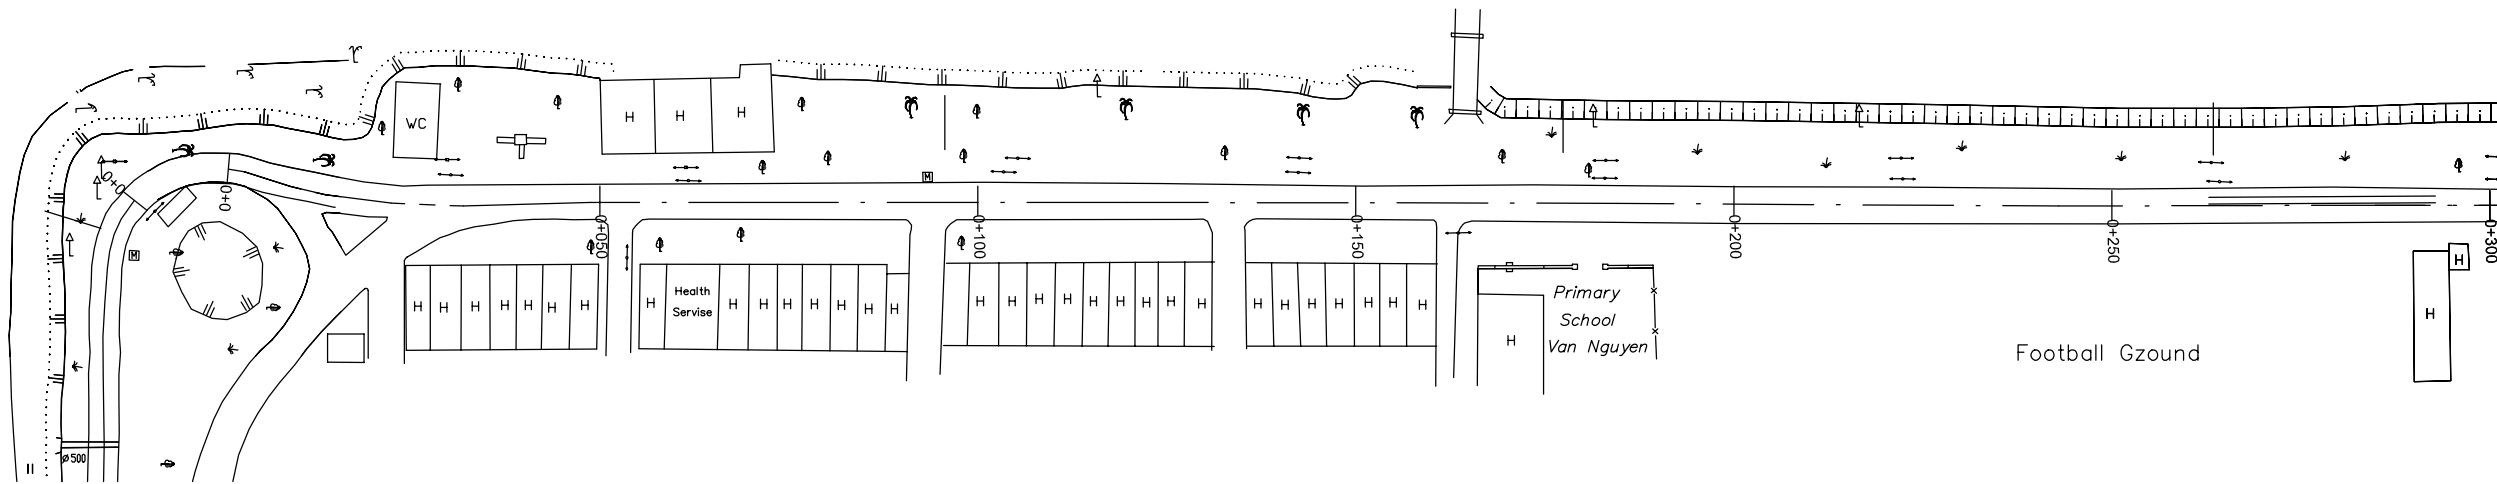 r
WC
H H H
M
0+0
0+0
0+050
0+100
0+150
0+200
0+250
0+300
M
H H H H H H H
H
Health
Servise
H H H H H H H
H H H H H H H H H
H H H H H H H
Primary
School
Van Nguyen
H
Football Gzound
H
H
ø500
II